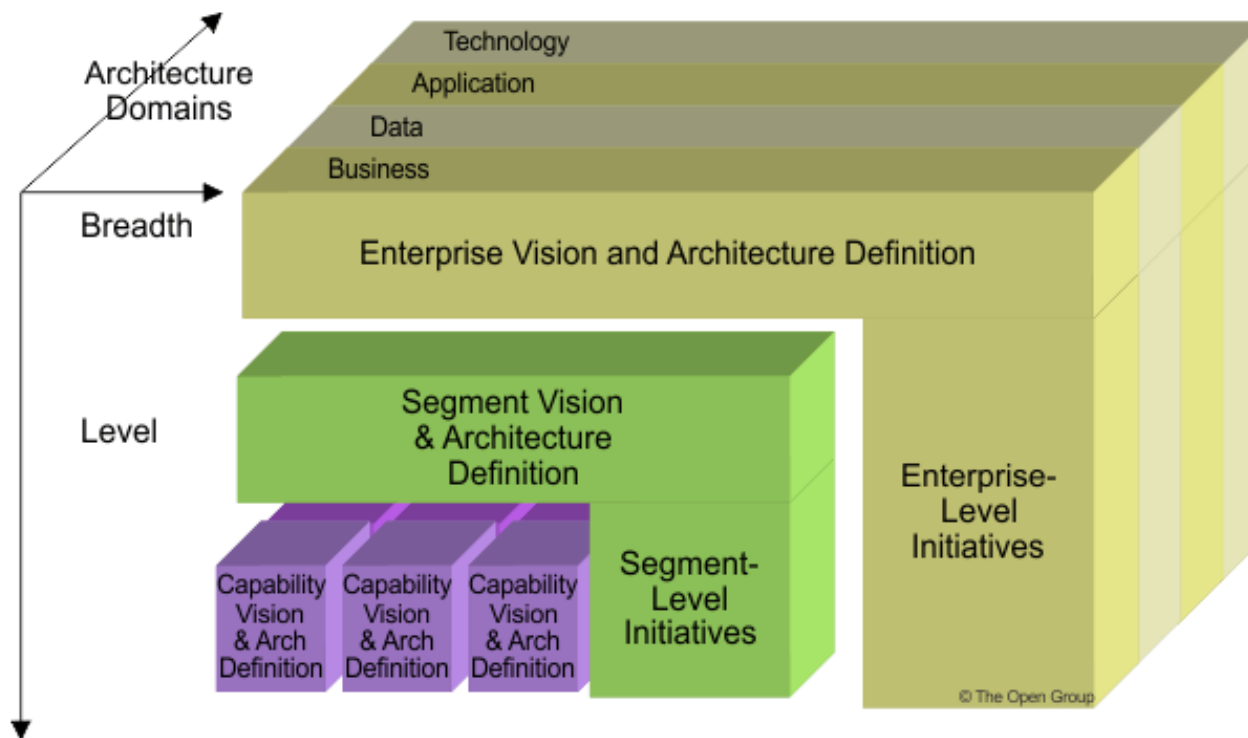 Technology
Architecture
Domains
Application
Data
Business
Breadth
Enterprise Vision and Architecture Definition
Level
Segment Vision
& Architecture
Definition
Enterprise-
Level
Initiatives
Capability
Vision
& Arch
Definition
Capability
Vision
& Arch
Definition
Capability
Vision
& Arch
Definition
Segment-
Level
Initiatives
© The Open Group